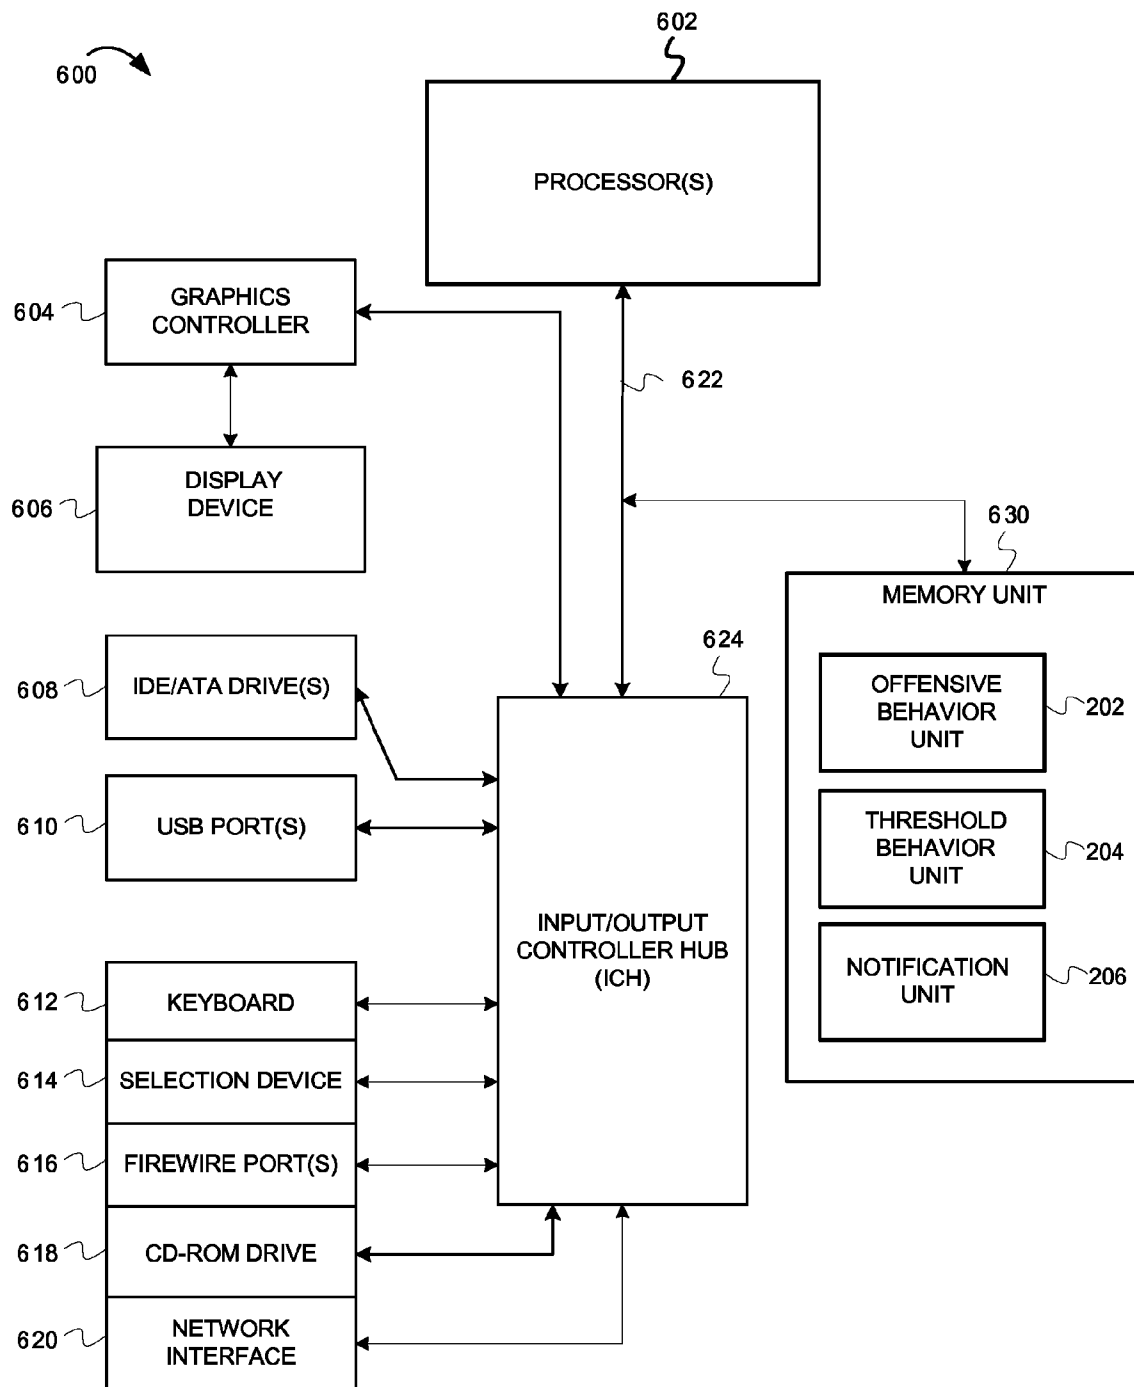 602
600
PROCESSOR(S)
604
GRAPHICS
CONTROLLER
622
606
DISPLAY
DEVICE
630
MEMORY UNIT
624
608
IDE/ATA DRIVE(S)
OFFENSIVE
BEHAVIOR
UNIT
202
610
USB PORT(S)
THRESHOLD
BEHAVIOR
UNIT
204
INPUT/OUTPUT
CONTROLLER HUB
(ICH)
NOTIFICATION
UNIT
206
612
KEYBOARD
614
SELECTION DEVICE
616
FIREWIRE PORT(S)
618
CD-ROM DRIVE
620
NETWORK
INTERFACE